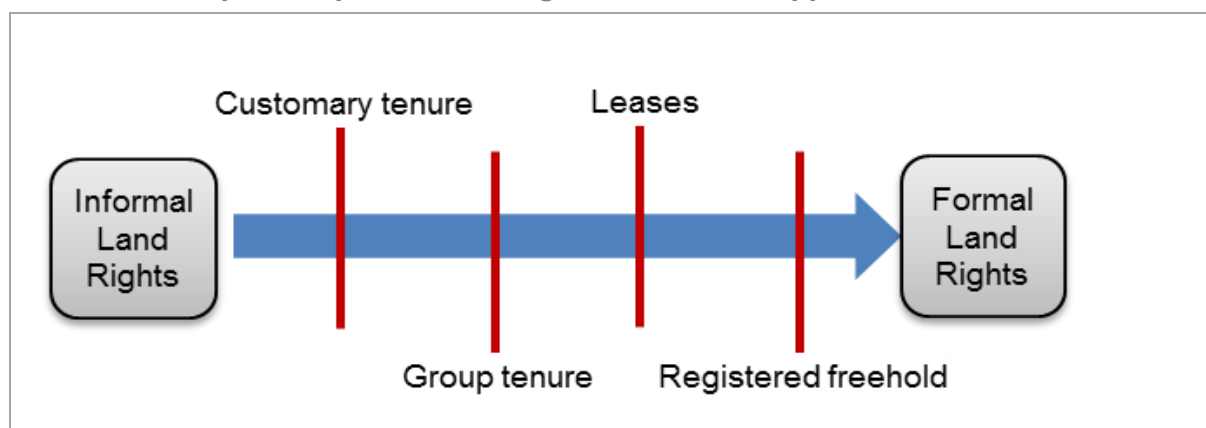 Customary tenure
Leases
Informal
Land
Rights
Formal
Land
Rights
Group tenure
Registered freehold